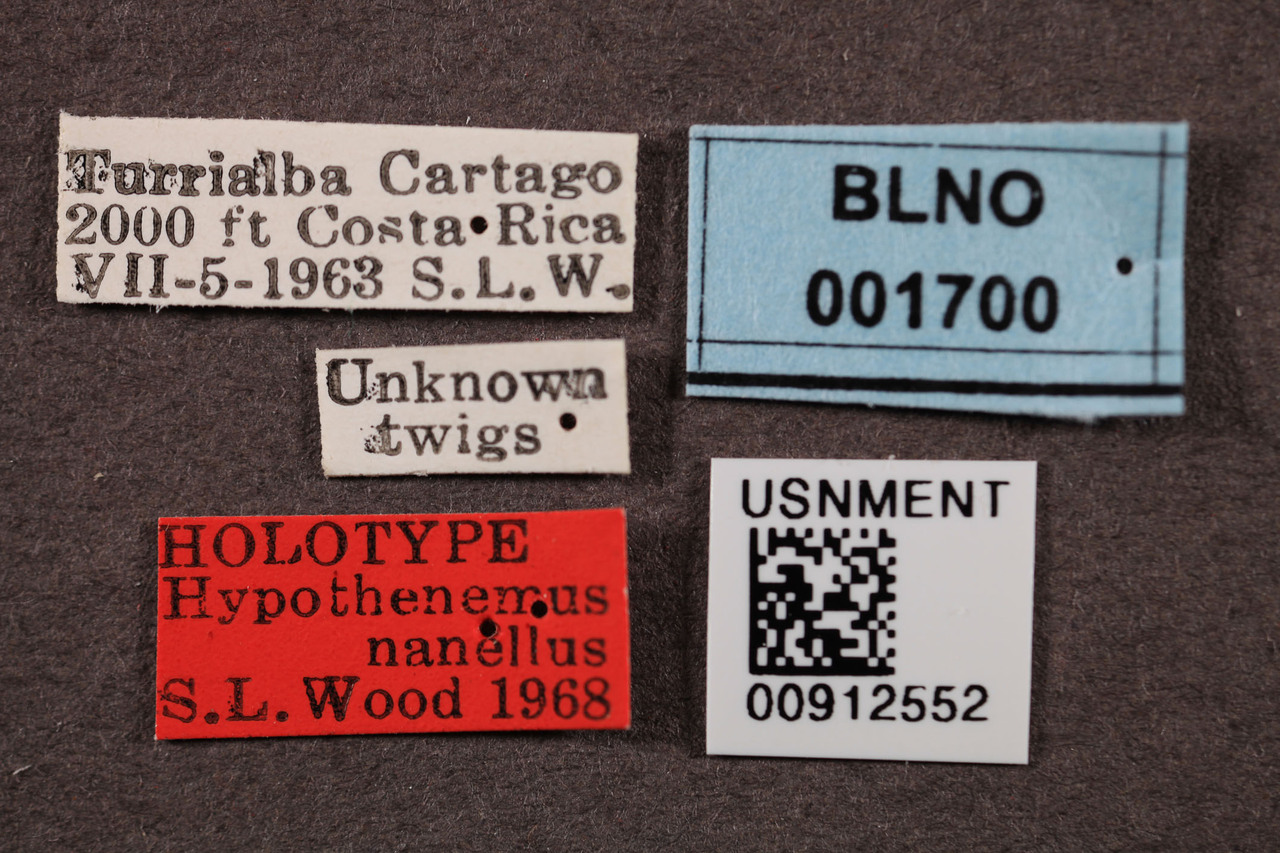 Turrialba Cartago
2000 ft Costa Rica
VII-5-1963 S.L.W.
Unknown
twigs
HOLOTYPE
Hypothenemus
nanellus
S.L. Wood 1968
BLNO
001700
USNMENT
00912552